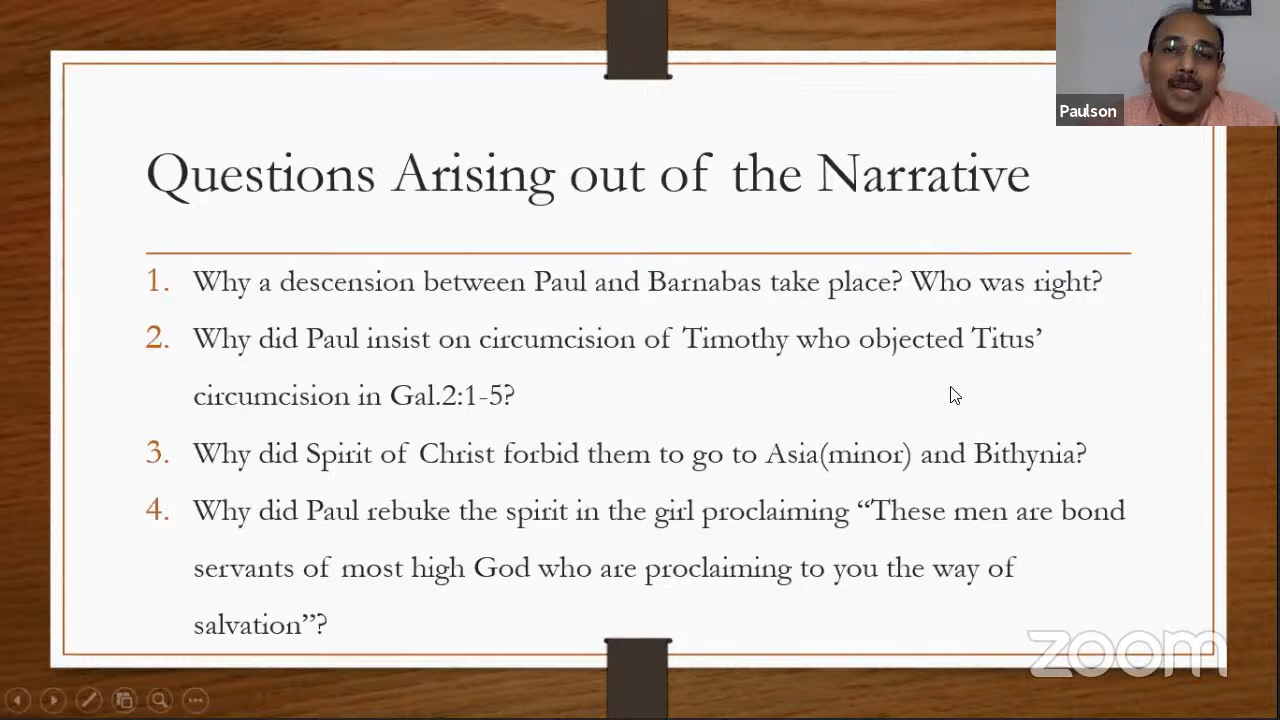 Paulson
Questions Arising out of the Narrative
1. Why a descension between Paul and Barnabas take place? Who was right?
2. Why did Paul insist on circumcision of Timothy who objected Titus’
circumcision in Gal.2:1-5?
3. Why did Spirit of Christ forbid them to go to Asia(minor) and Bithynia?
4. Why did Paul rebuke the spirit in the girl proclaiming “These men are bond
servants of most high God who are proclaiming to you the way of
salvation”?
zoom